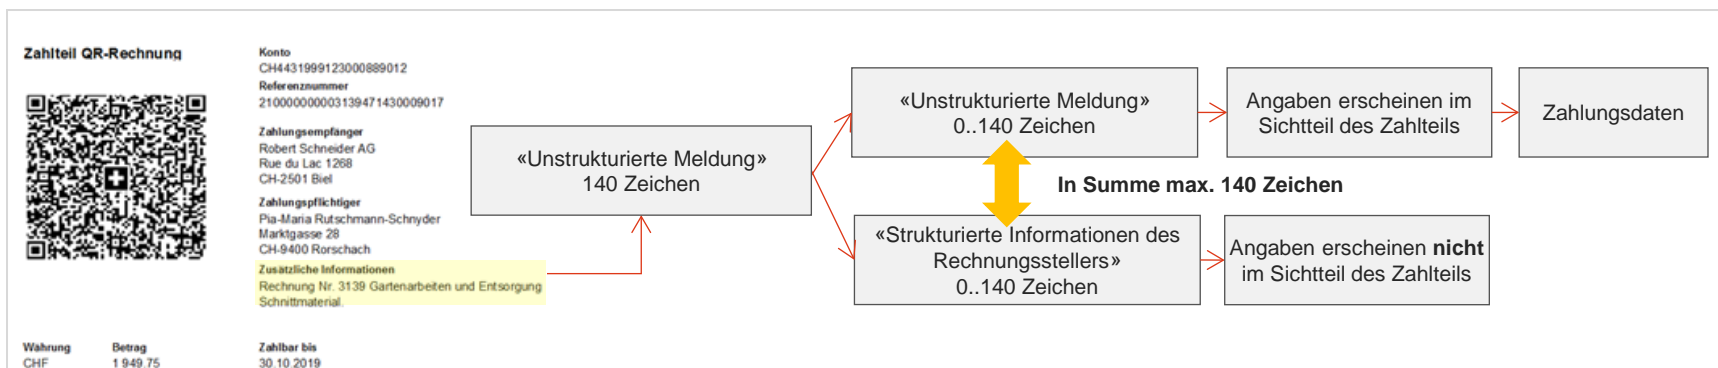 Zahlteil QR-Rechnung
Konto
CH4431999123000889012
Referenznummer
210000000003139471430009017
Zahlungsempfänger
Robert Schneider AG
Rue du Lac 1268
CH-2501 Biel
Zahlungspflichtiger
Pia-Maria Rutschmann-Schnyder
Marktgasse 28
CH-9400 Rorschach
Zusätzliche Informationen
Rechnung Nr. 3139 Gartenarbeiten und Entsorgung
Schnittmaterial.
Währung
CHF
Betrag
1 949.75
Zahlbar bis
30.10.2019
«Unstrukturierte Meldung»
140 Zeichen
«Unstrukturierte Meldung»
0..140 Zeichen
Angaben erscheinen im
Sichtteil des Zahlteils
Zahlungsdaten
In Summe max. 140 Zeichen
«Strukturierte Informationen des
Rechnungsstellers»
0..140 Zeichen
Angaben erscheinen nicht
im Sichtteil des Zahlteils